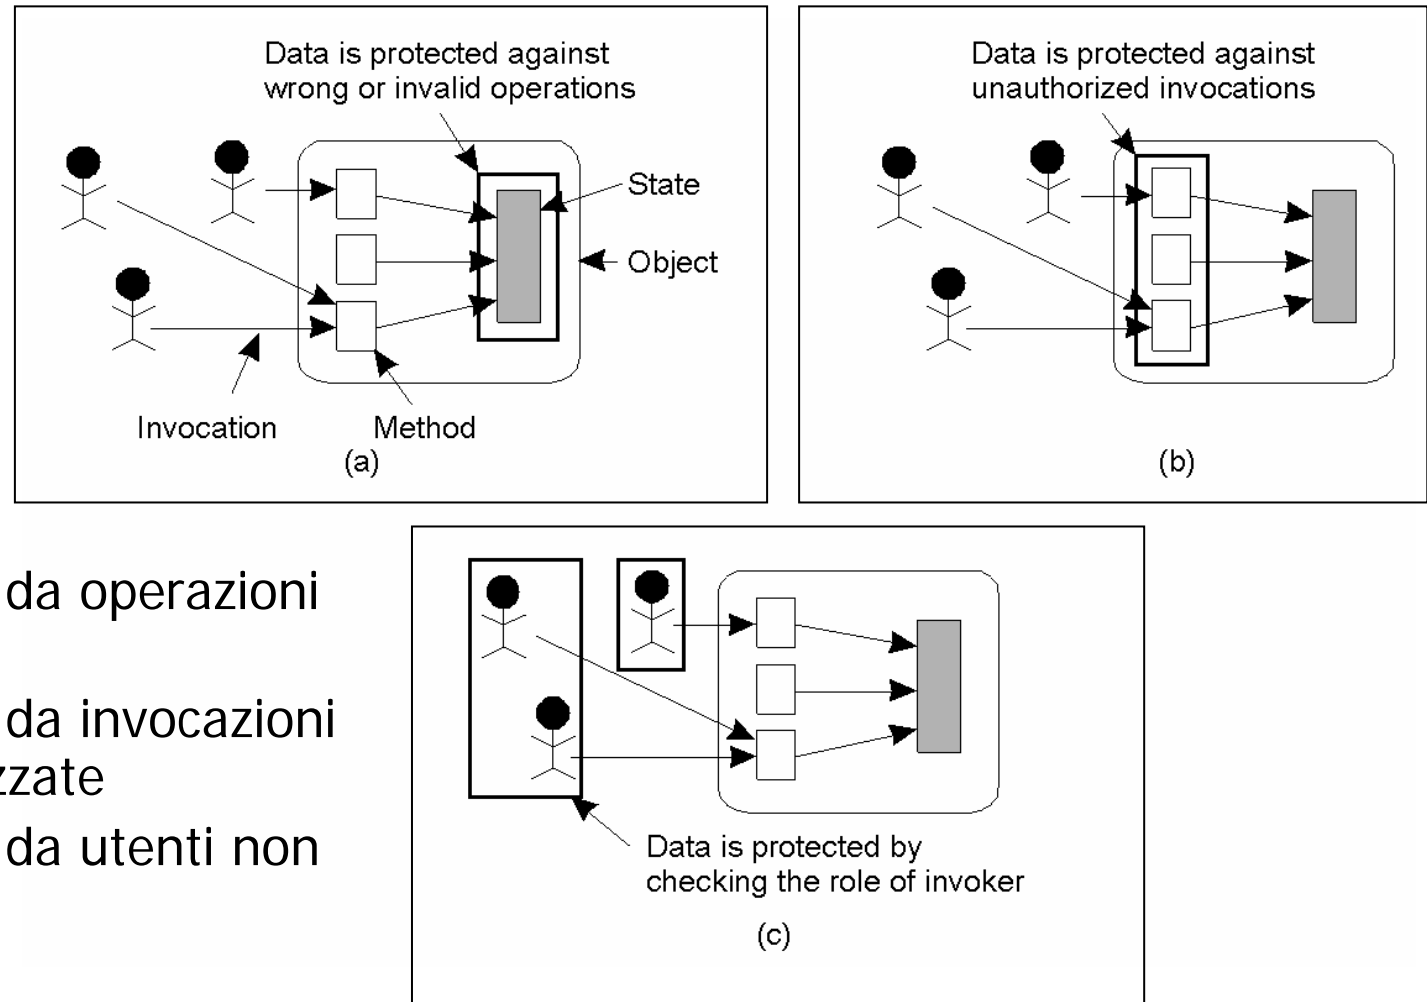 Data is protected against
wrong or invalid operations
State
Object
Invocation
Method
(a)
Data is protected against
unauthorized invocations
(b)
da operazioni
da invocazioni
zzate
da utenti non
Data is protected by
checking the role of invoker
(c)